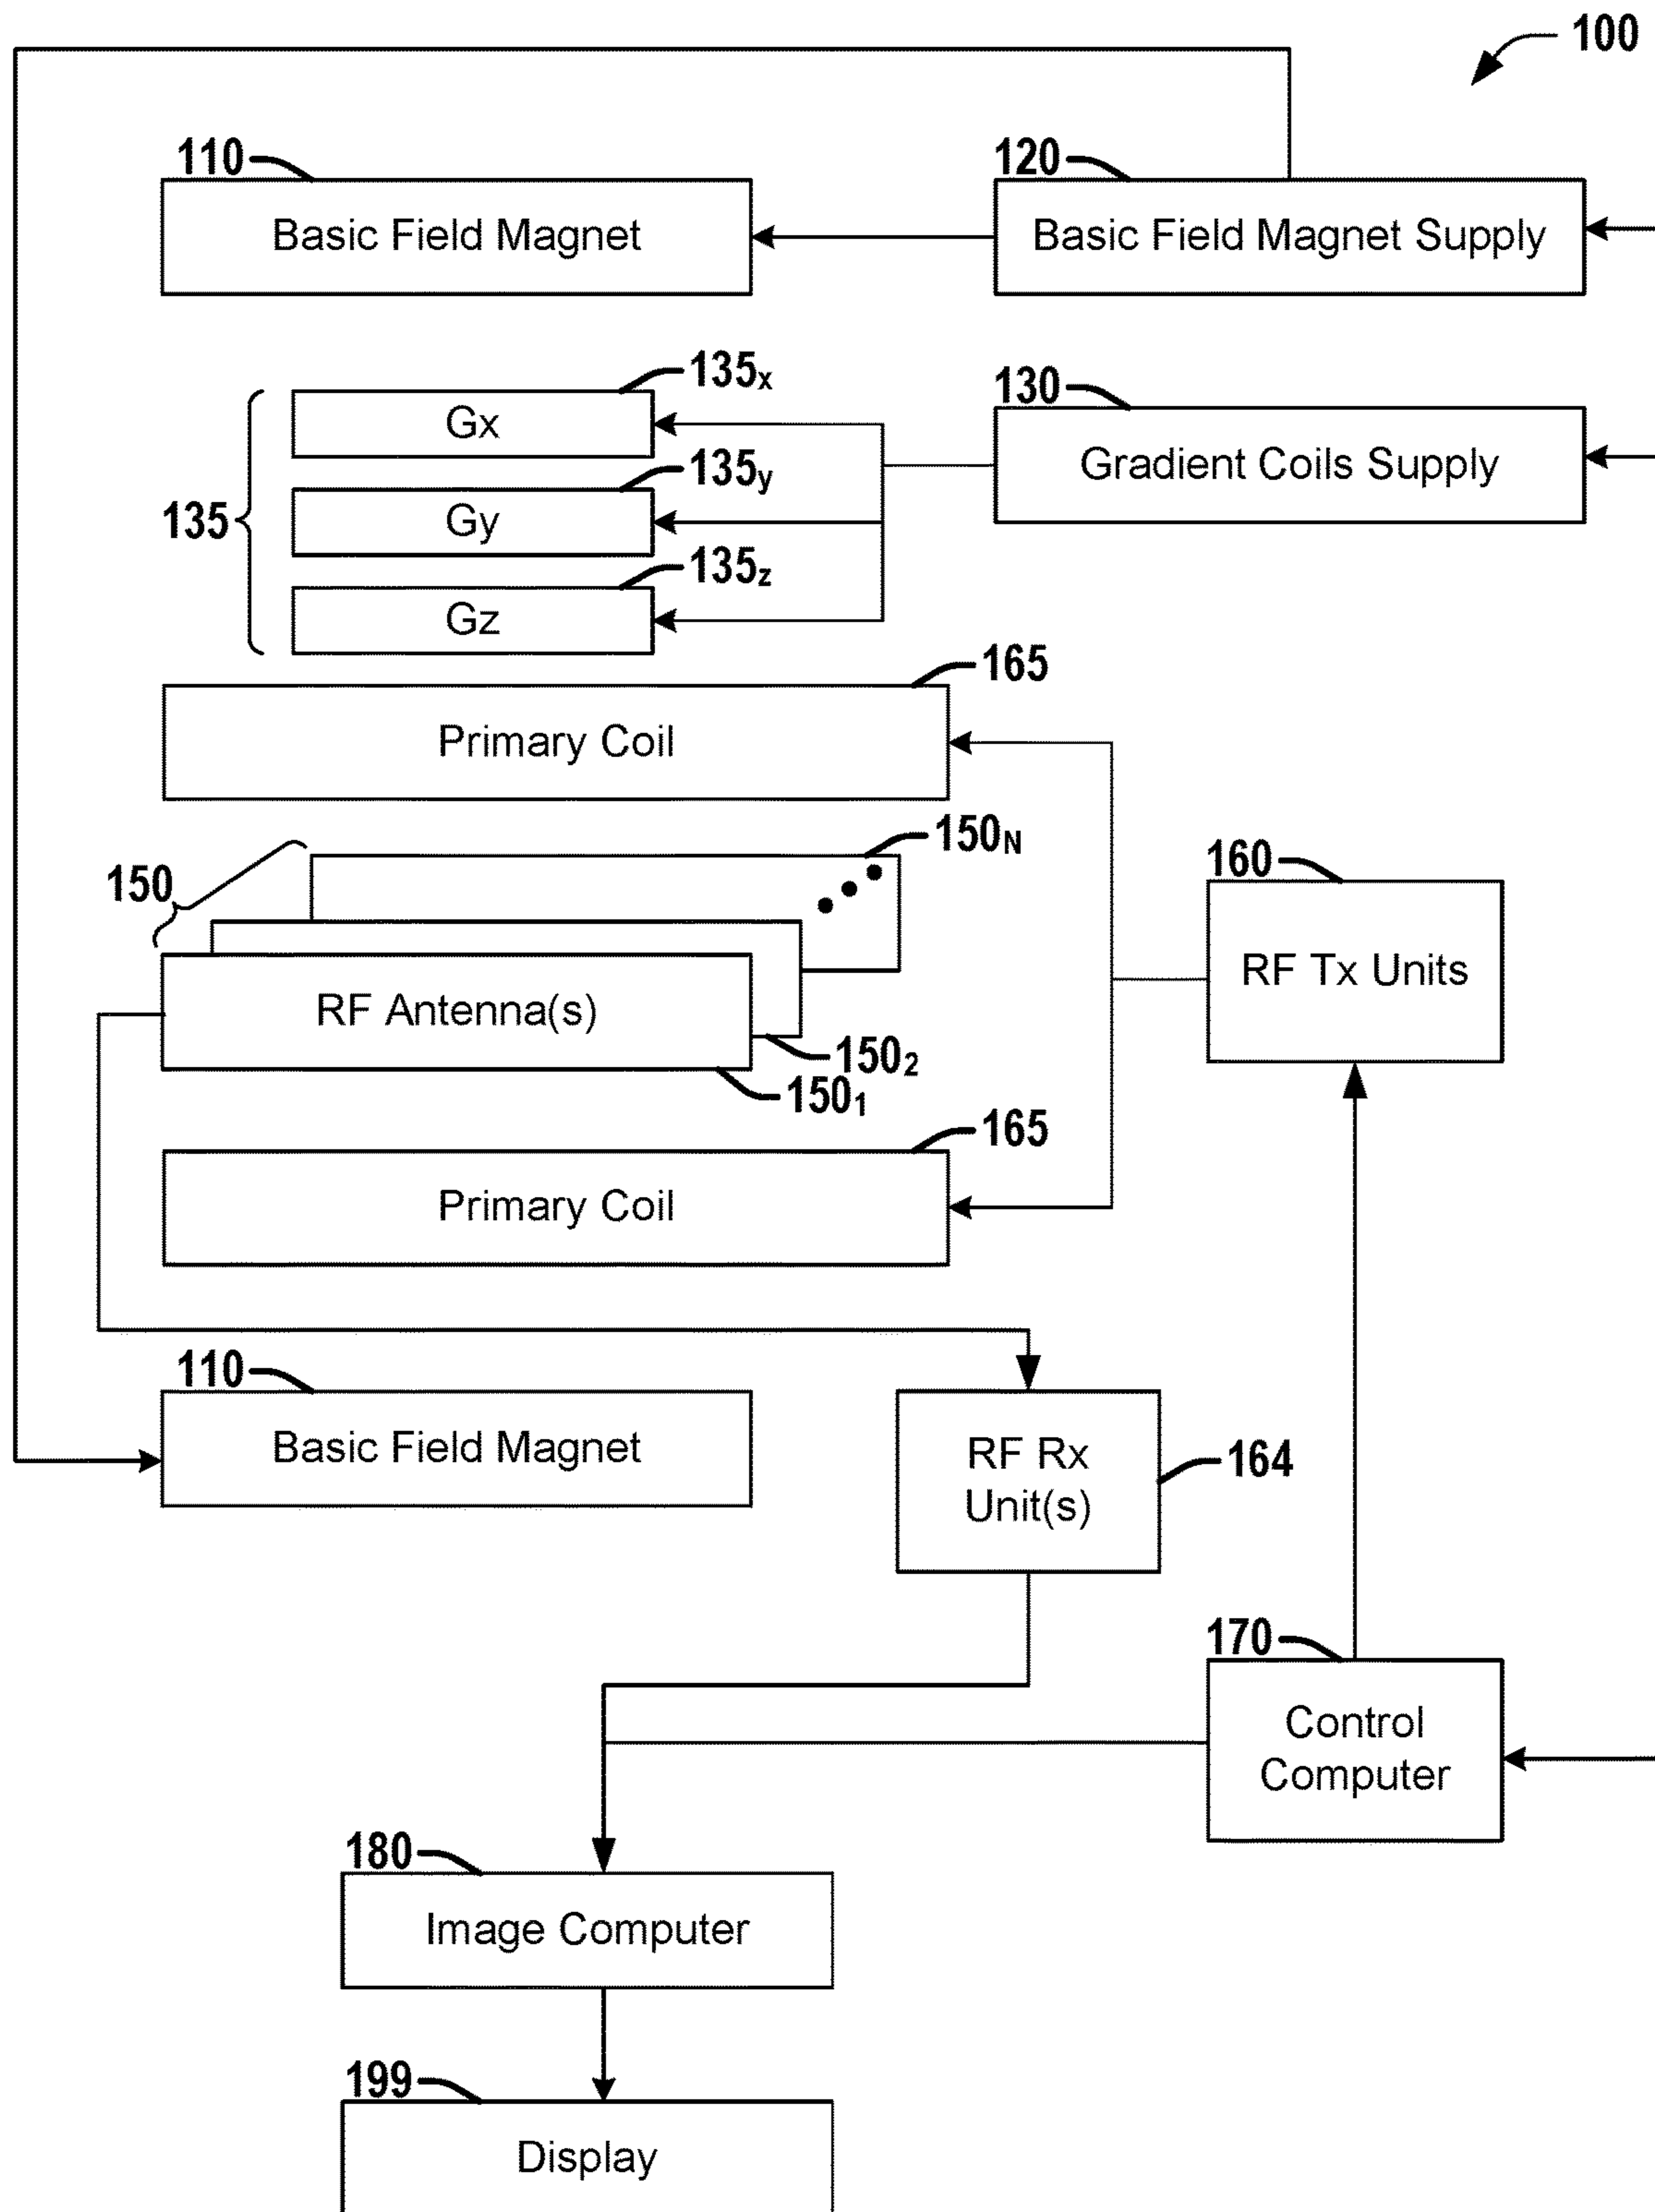 100
110
Basic Field Magnet
120
Basic Field Magnet Supply
135
135x
Gx
135y
Gy
135z
Gz
130
Gradient Coils Supply
165
Primary Coil
150
150N
RF Antenna(s)
1502
1501
160
RF Tx Units
165
Primary Coil
110
Basic Field Magnet
RF Rx
Unit(s)
164
170
Control
Computer
180
Image Computer
199
Display